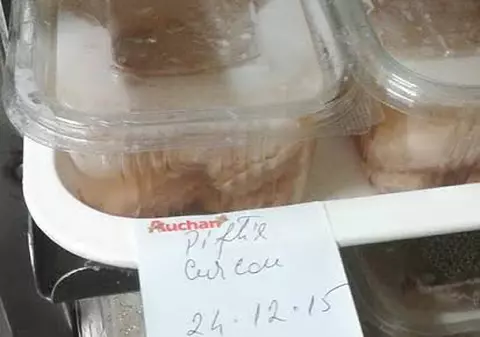 Auchan
Piftie
Curcan
24.12.15